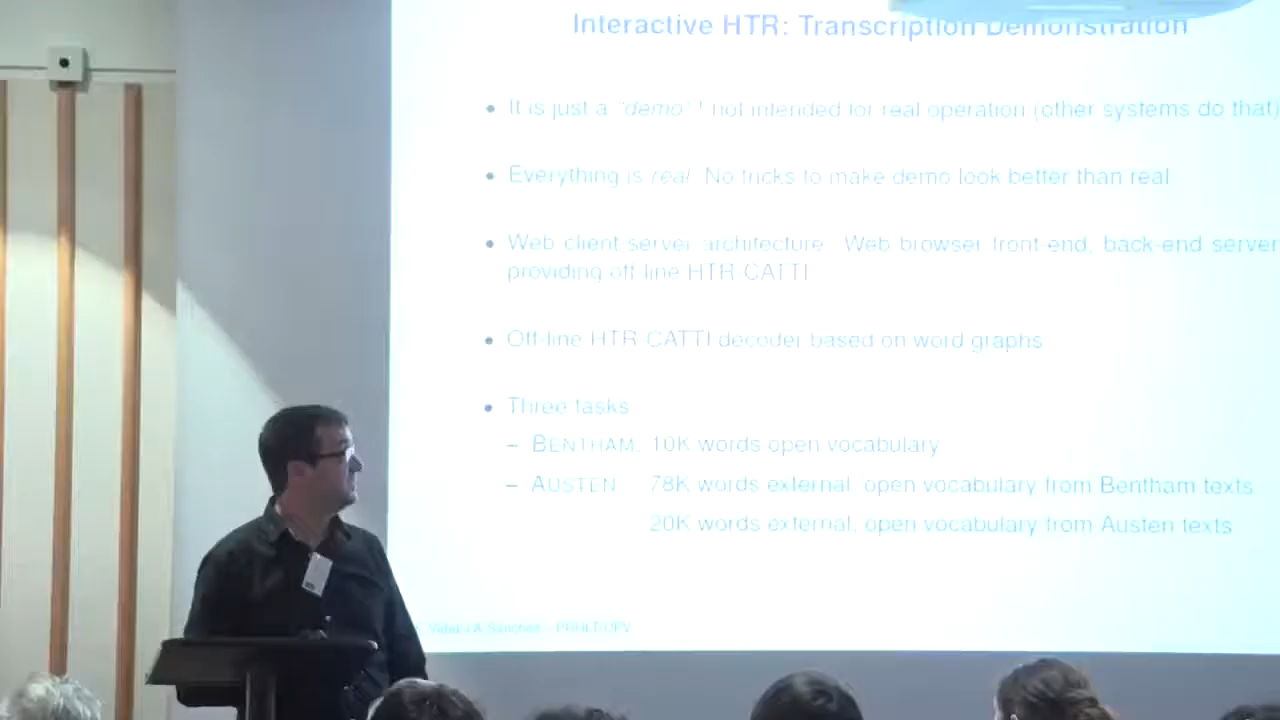 Interactive HTR: Transcription Demonstration
• It is just a "demo" ! not intended for real operation (other systems do that)
• Everything is real. No tricks to make demo look better than real
• Web client server architecture. Web browser front-end, back-end server
providing off-line HTR-CATTI
• Off-line HTR-CATTI decoder based on word graphs
• Three tasks
– BENTHAM: 10K words open vocabulary
– AUSTEN 78K words external, open vocabulary from Bentham texts
20K words external, open vocabulary from Austen texts
A Sánchez - PRHLT/UPV